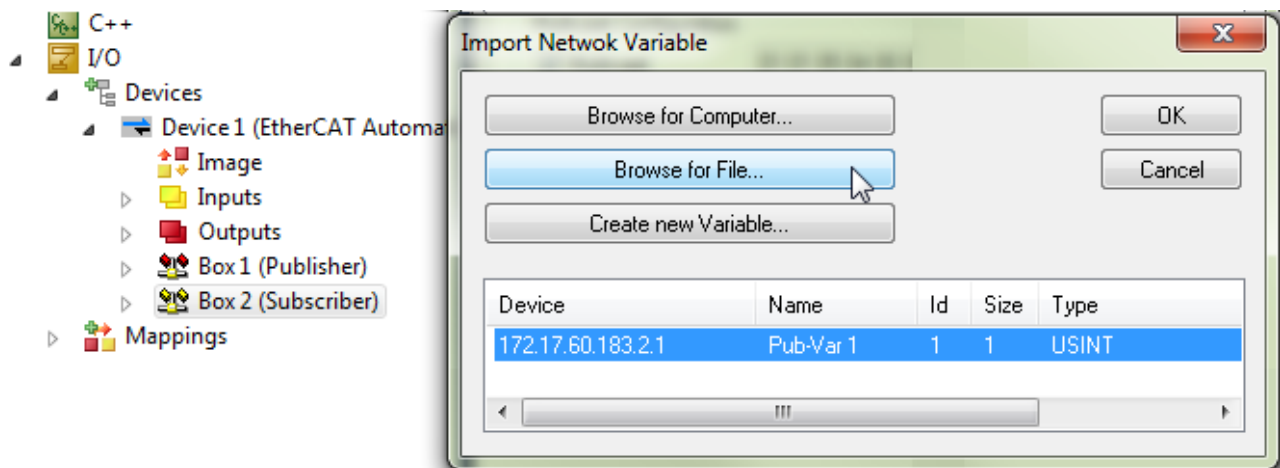 C++
I/O
Devices
Device 1 (EtherCAT Automa
Image
Inputs
Outputs
Box 1 (Publisher)
Box 2 (Subscriber)
Mappings
Import Netwok Variable
Browse for Computer...
OK
Browse for File...
Cancel
Create new Variable...
Device Name Id Size Type
172.17.60.183.2.1 Pub-Var 1 1 1 USINT